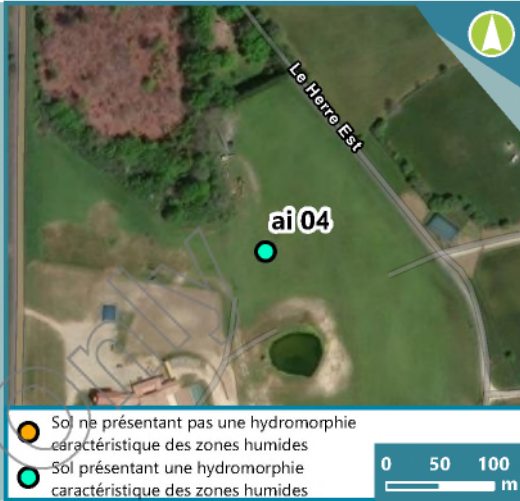 Le Herre Est
ai 04
Sol ne présentant pas une hydromorphie
caractéristique des zones humides
Sol présentant une hydromorphie
caractéristique des zones humides
0 50 100
m
only